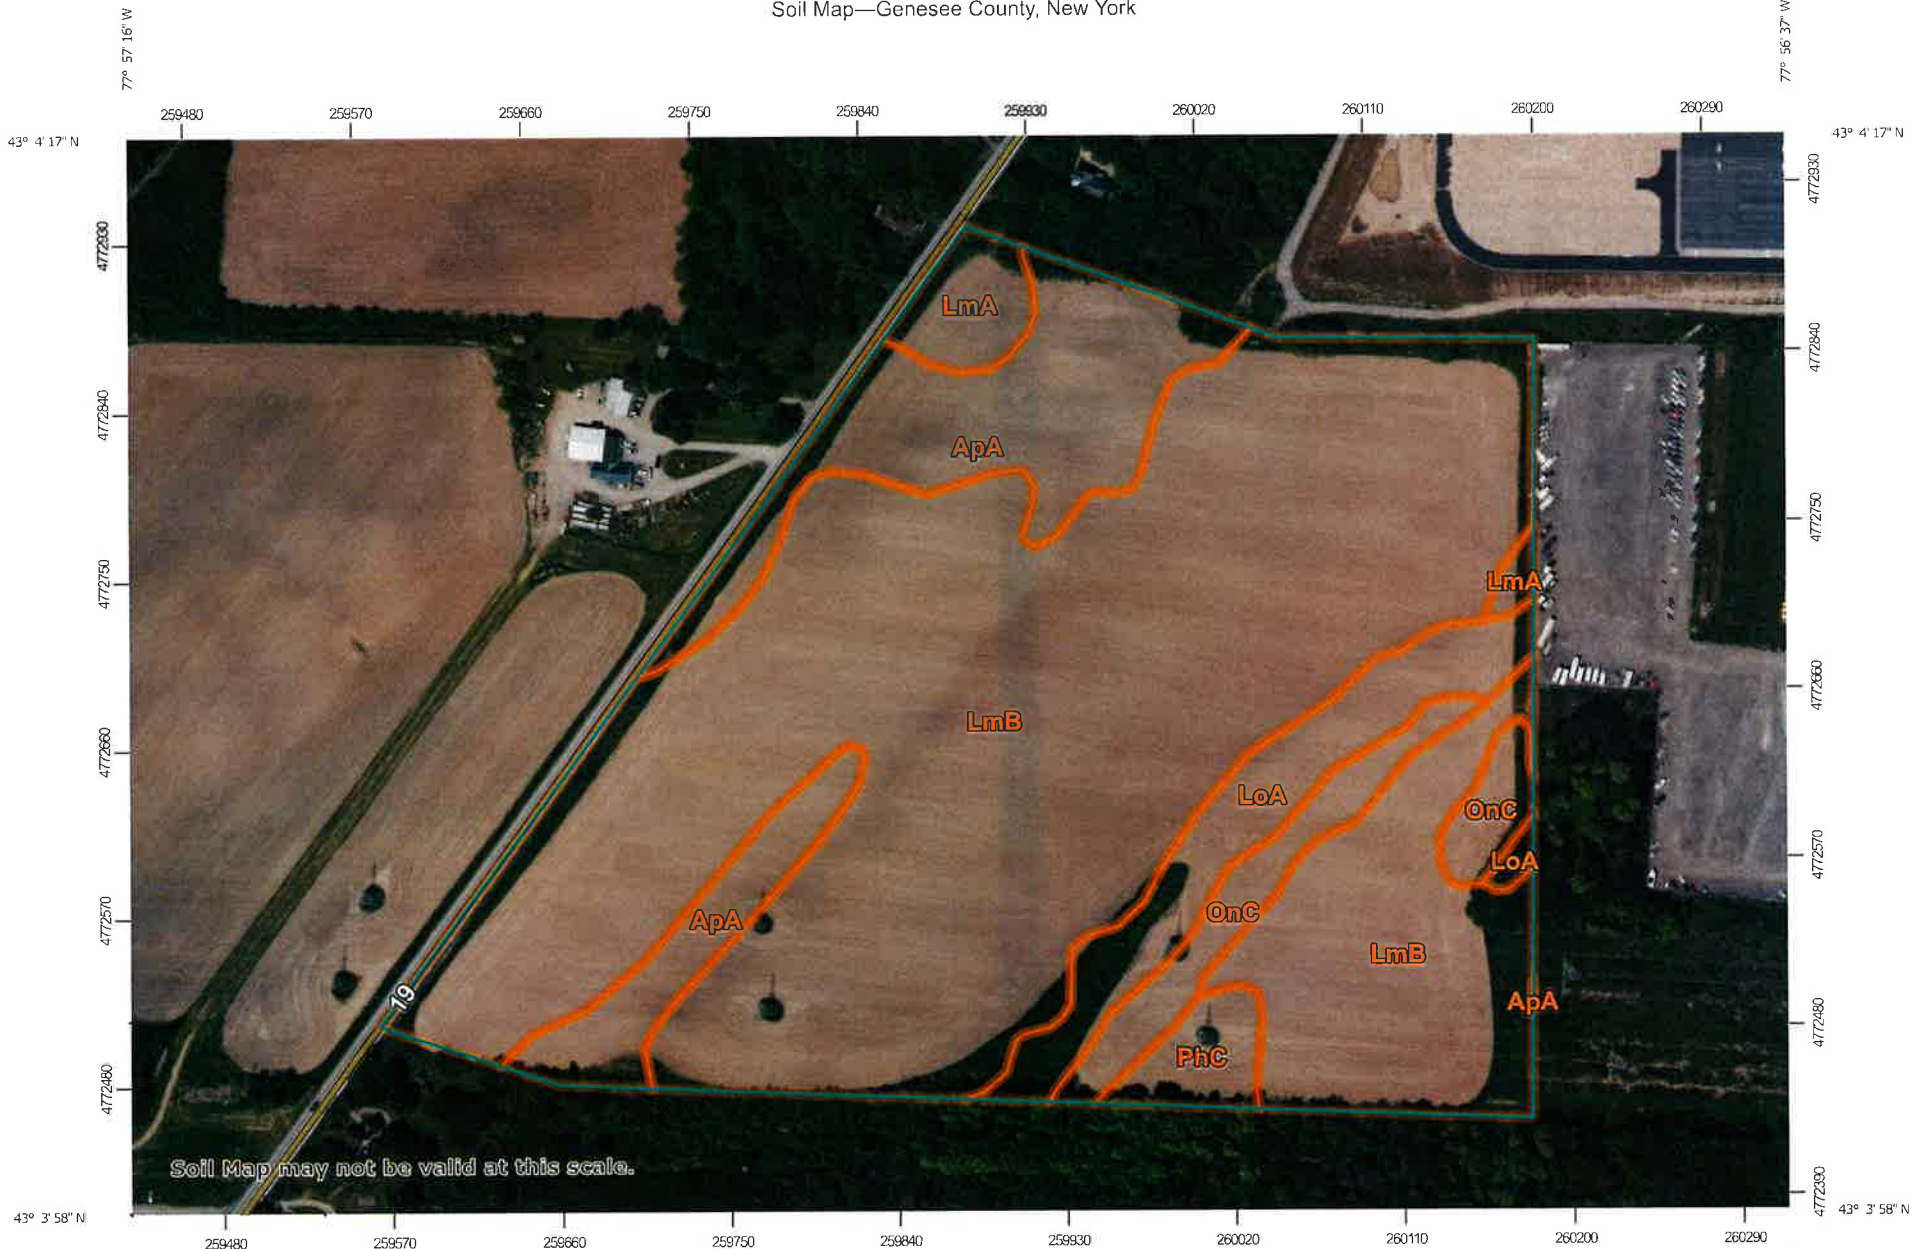 Soil Map—Genesee County, New York
77° 57' 16" W
77° 56' 37" W
259480
259570
259660
259750
259840
259930
260020
260110
260200
260290
43° 4' 17" N
43° 4' 17" N
4772930
4772840
4772750
4772660
4772570
4772480
4772930
4772840
4772750
4772660
4772570
4772480
4772390
LmA
ApA
LmA
LmB
LoA
OnC
LoA
ApA
OnC
LmB
19
ApA
PhC
Soil Map may not be valid at this scale.
43° 3' 58" N
43° 3' 58" N
259480
259570
259660
259750
259840
259930
260020
260110
260200
260290